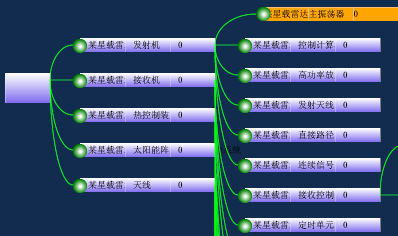 某星载雷达主振荡器 0
某星载雷 发射机 0
某星载雷 控制计算 0
某星载雷 接收机 0
某星载雷 高功率放 0
某星载雷 热控制装 0
某星载雷 发射天线 0
某星载雷 太阳能阵 0
某星载雷 直接路径 0
某星载雷 连续信号 0
某星载雷 天线 0
某星载雷 接收控制 0
某星载雷 定时单元 0